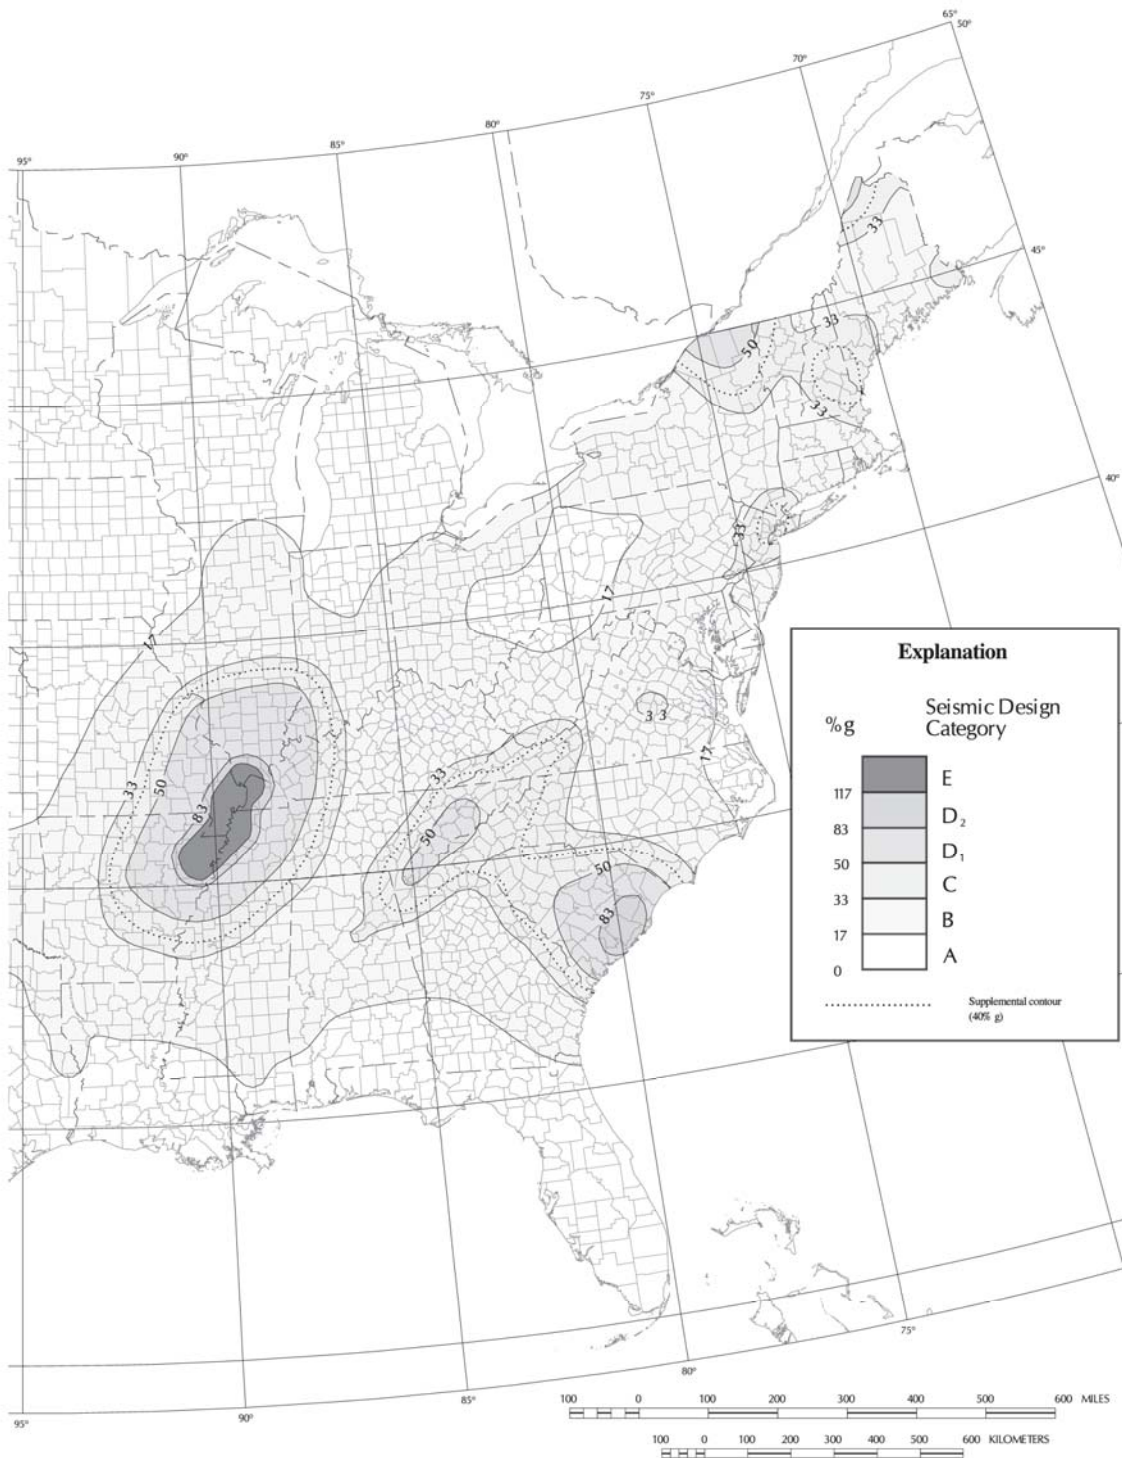 65°
50°
70°
75°
80°
85°
90°
95°
33
45°
33
50
33
40°
33
17
17
33
17
33
50
83
33
50
50
83
Explanation
%g
Seismic Design
Category
E
117
D2
83
D1
50
C
33
B
17
A
0
Supplemental contour
(40% g)
75°
80°
85°
90°
95°
100 0 100 200 300 400 500 600 MILES
100 0 100 200 300 400 500 600 KILOMETERS